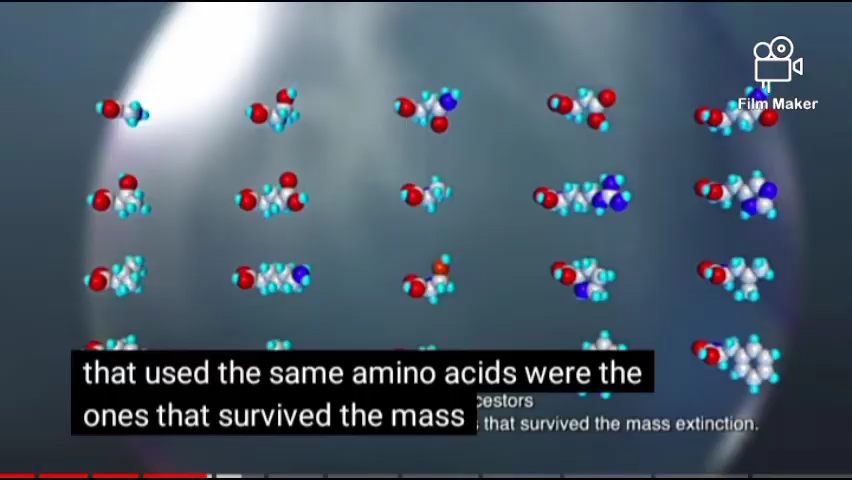 Film Maker
that used the same amino acids were the
ones that survived the mass
cestors
that survived the mass extinction.